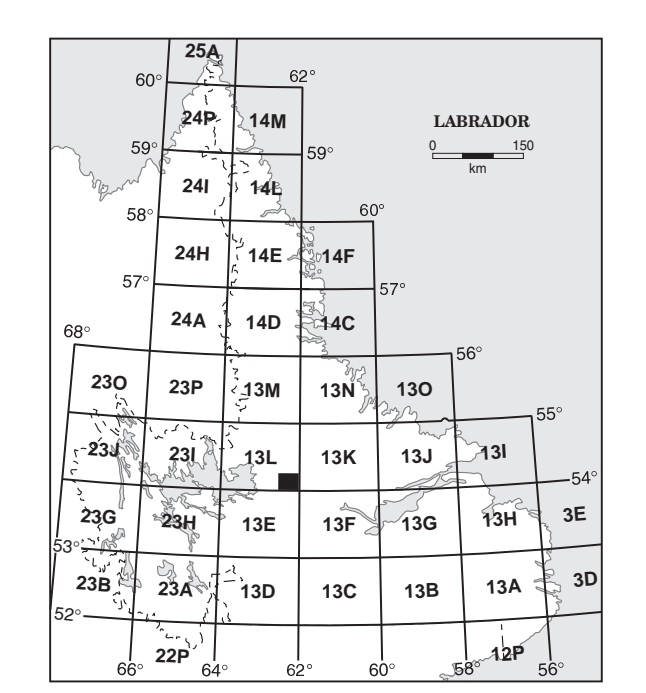 25A
60° 62°
24P 14M LABRADOR
0 150
59° 59°
km
24I 14L
58° 60°
24H 14E 14F
57° 57°
24A 14D 14C
68°
56°
23O 23P 13M 13N 13O
55°
23J 23I 13L 13K 13J 13I
54°
23G 23H 13E 13F 13G 13H 3E
53°
23B 23A 13D 13C 13B 13A 3D
52°
22P 12P
66° 64° 62° 60° 58° 56°